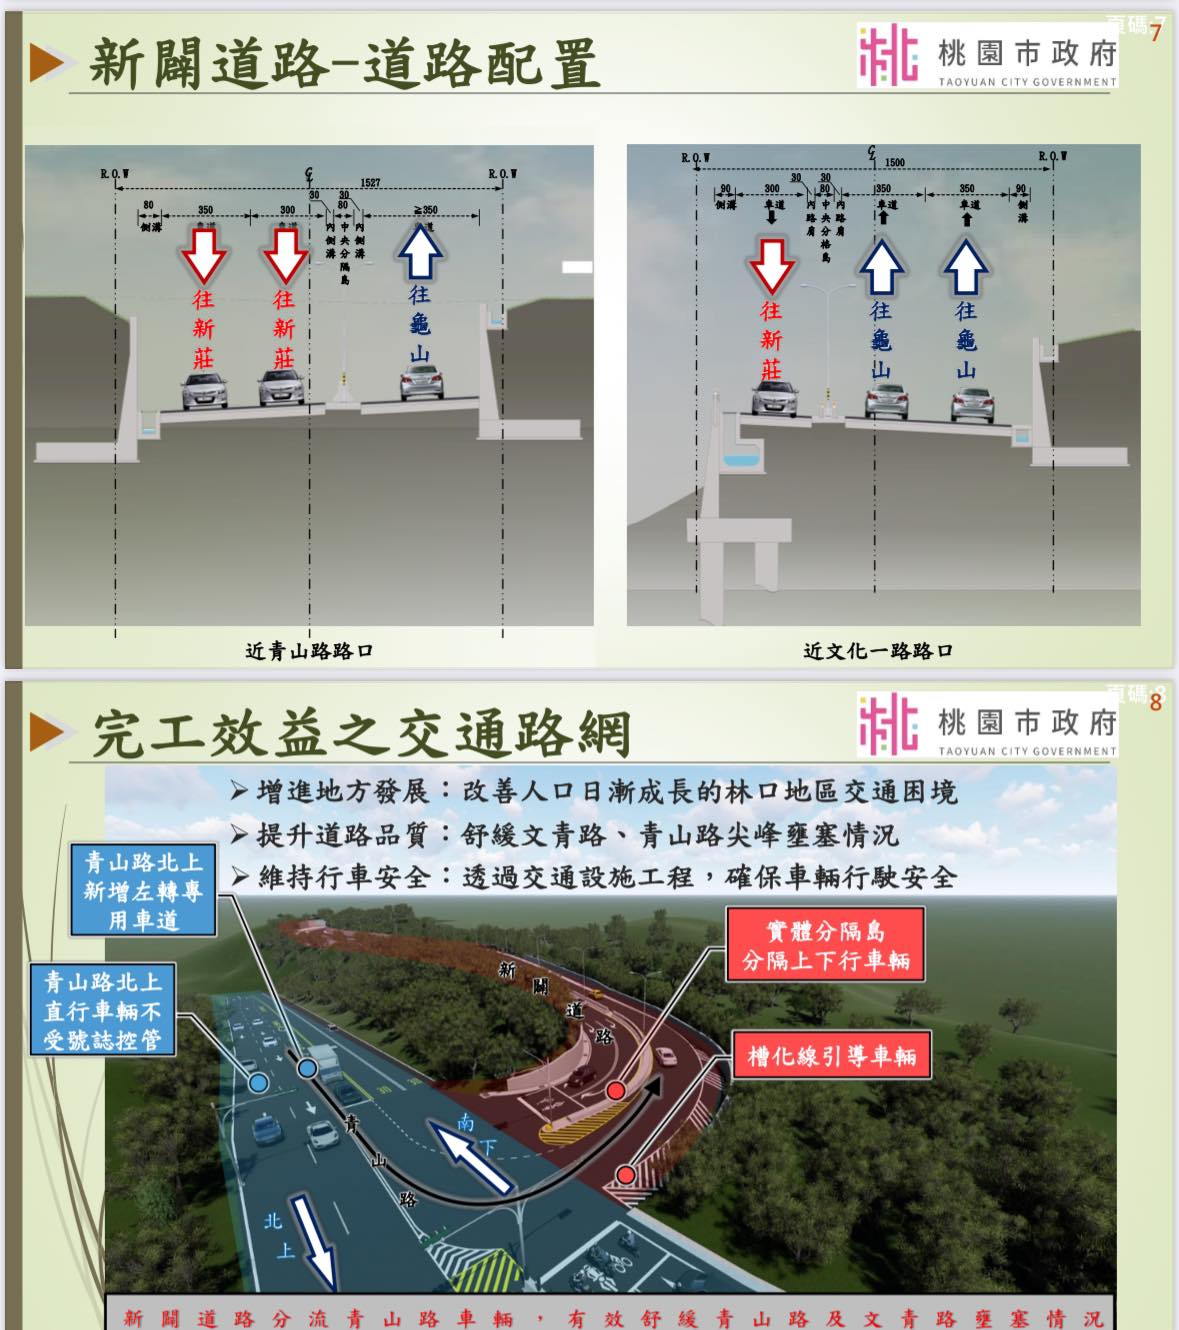 頁碼:7
7
新闢道路-道路配置
桃園市政府
TAOYUAN CITY GOVERNMENT
R.O.W
R.O.W
1527
30
30
80
350
300
80
≧350
側溝
車道
車道
內側溝
中央分隔島
內側溝
車道
往新莊
往新莊
往龜山
近青山路路口
R.O.W
R.O.W
1500
30
30
90
300
80
350
350
90
側溝
車道
內路肩
中央分格島
內路肩
車道
車道
側溝
往新莊
往龜山
往龜山
近文化一路路口
頁碼:8
8
完工效益之交通路網
桃園市政府
TAOYUAN CITY GOVERNMENT
➢增進地方發展：改善人口日漸成長的林口地區交通困境
➢提升道路品質：舒緩文青路、青山路尖峰壅塞情況
➢維持行車安全：透過交通設施工程，確保車輛行駛安全
青山路北上
新增左轉專
用車道
青山路北上
直行車輛不
受號誌控管
實體分隔島
分隔上下行車輛
槽化線引導車輛
新闢道路
青山路
南下
北上
新闢道路分流青山路車輛，有效舒緩青山路及文青路壅塞情況